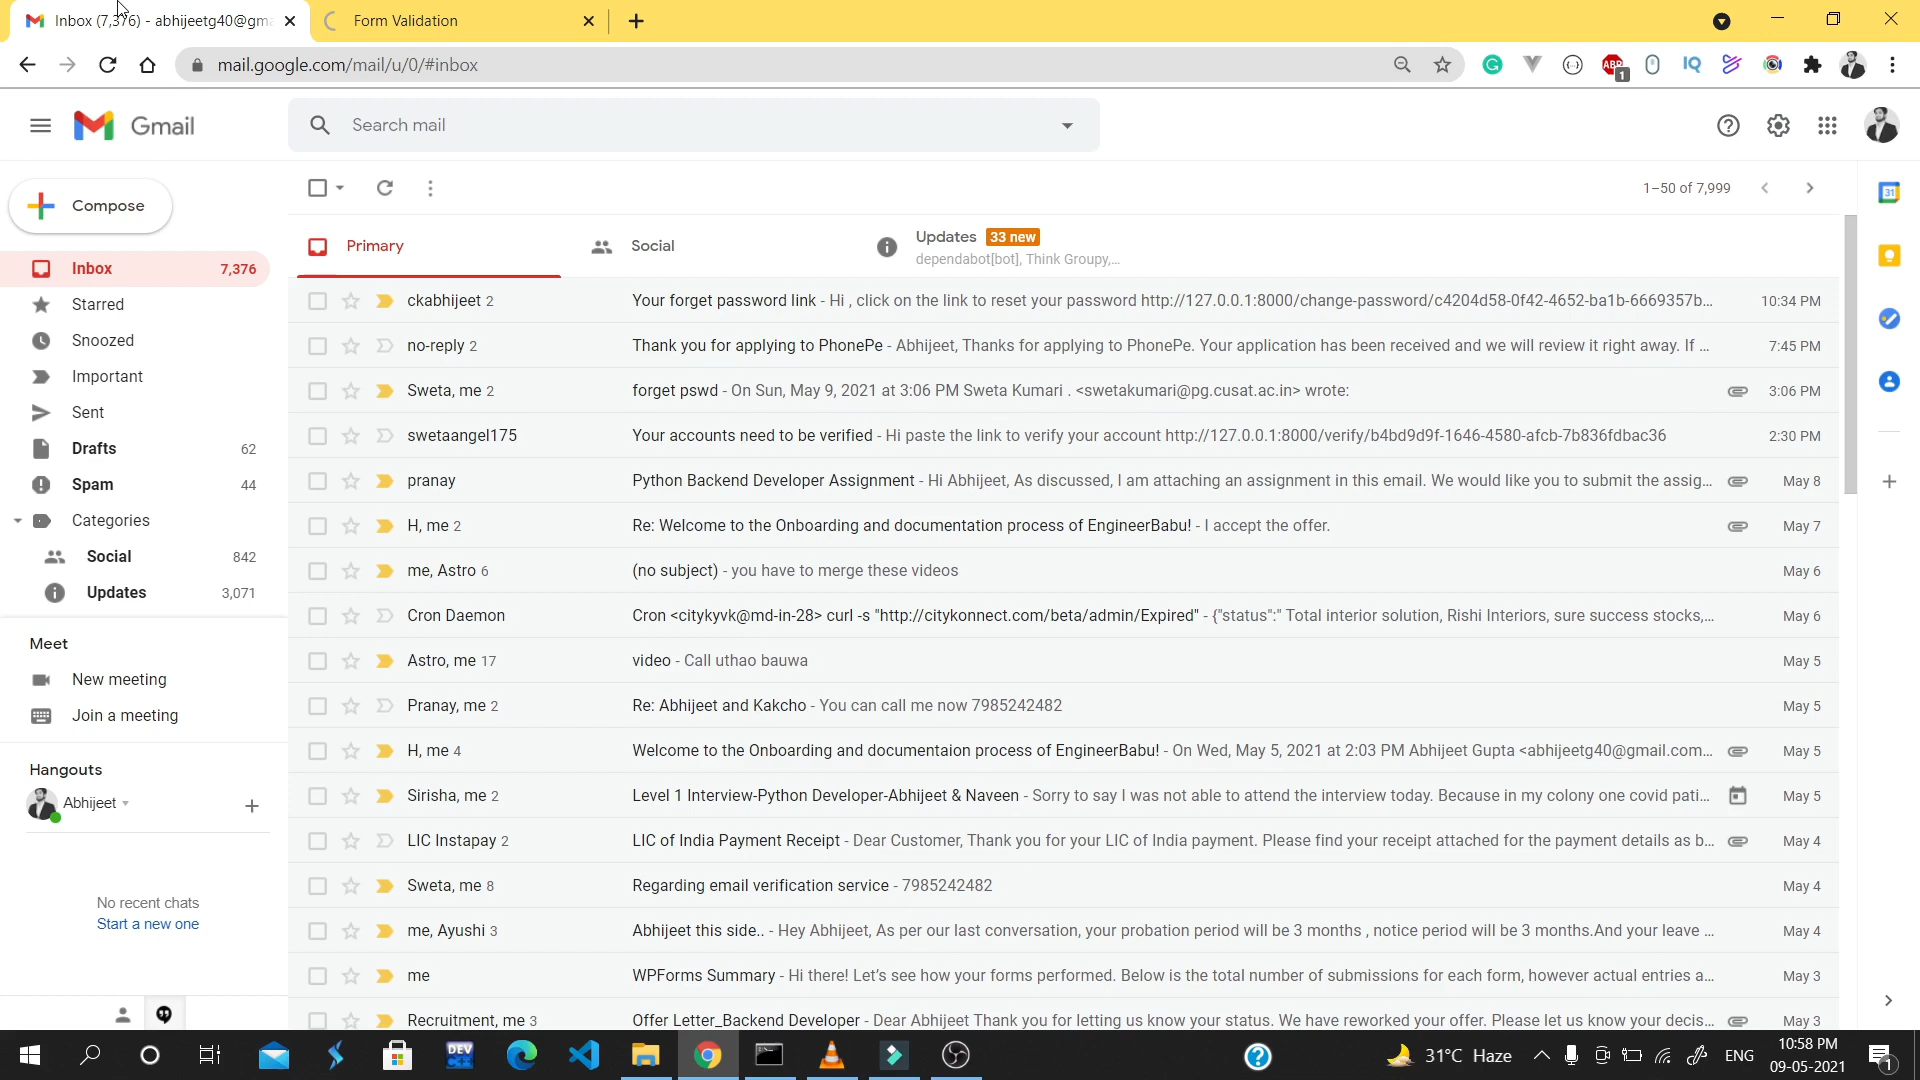 Inbox (7,376) - abhijeetg40@gma
Form Validation
mail.google.com/mail/u/0/#inbox
ABP
1
IQ
Gmail
Search mail
Compose
1–50 of 7,999
31
Primary
Social
Updates 33 new
dependabot[bot], Think Groupy,...
Inbox 7,376
Starred
Snoozed
Important
Sent
Drafts 62
Spam 44
Categories
Social 842
Updates 3,071
Meet
New meeting
Join a meeting
Hangouts
Abhijeet
No recent chats
Start a new one
ckabhijeet 2 Your forget password link - Hi , click on the link to reset your password http://127.0.0.1:8000/change-password/c4204d58-0f42-4652-ba1b-6669357b... 10:34 PM
no-reply 2 Thank you for applying to PhonePe - Abhijeet, Thanks for applying to PhonePe. Your application has been received and we will review it right away. If ... 7:45 PM
Sweta, me 2 forget pswd - On Sun, May 9, 2021 at 3:06 PM Sweta Kumari . <swetakumari@pg.cusat.ac.in> wrote: 3:06 PM
swetaangel175 Your accounts need to be verified - Hi paste the link to verify your account http://127.0.0.1:8000/verify/b4bd9d9f-1646-4580-afcb-7b836fdbac36 2:30 PM
pranay Python Backend Developer Assignment - Hi Abhijeet, As discussed, I am attaching an assignment in this email. We would like you to submit the assig... May 8
H, me 2 Re: Welcome to the Onboarding and documentation process of EngineerBabu! - I accept the offer. May 7
me, Astro 6 (no subject) - you have to merge these videos May 6
Cron Daemon Cron <citykyvk@md-in-28> curl -s "http://citykonnect.com/beta/admin/Expired" - {"status":" Total interior solution, Rishi Interiors, sure success stocks,... May 6
Astro, me 17 video - Call uthao bauwa May 5
Pranay, me 2 Re: Abhijeet and Kakcho - You can call me now 7985242482 May 5
H, me 4 Welcome to the Onboarding and documentaion process of EngineerBabu! - On Wed, May 5, 2021 at 2:03 PM Abhijeet Gupta <abhijeetg40@gmail.com... May 5
Sirisha, me 2 Level 1 Interview-Python Developer-Abhijeet & Naveen - Sorry to say I was not able to attend the interview today. Because in my colony one covid pati... May 5
LIC Instapay 2 LIC of India Payment Receipt - Dear Customer, Thank you for your LIC of India payment. Please find your receipt attached for the payment details as b... May 4
Sweta, me 8 Regarding email verification service - 7985242482 May 4
me, Ayushi 3 Abhijeet this side.. - Hey Abhijeet, As per our last conversation, your probation period will be 3 months , notice period will be 3 months.And your leave ... May 4
me WPForms Summary - Hi there! Let's see how your forms performed. Below is the total number of submissions for each form, however actual entries a... May 3
Recruitment, me 3 Offer Letter_Backend Developer - Dear Abhijeet Thank you for letting us know your status. We have reworked your offer. Please let us know your decis... May 3
DEV
31°C Haze
ENG
10:58 PM
09-05-2021
1